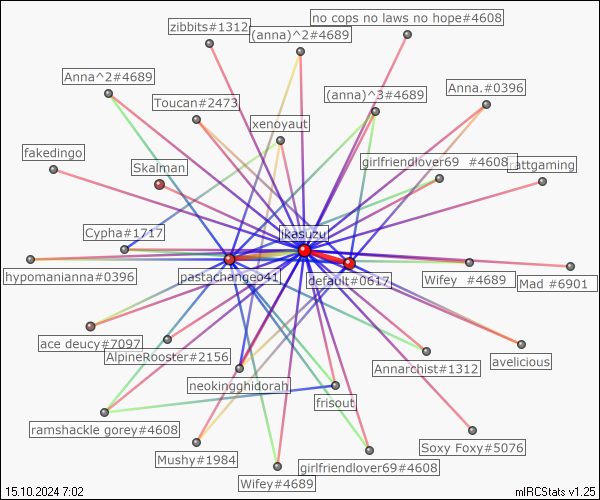 no cops no laws no hope#4608
zibbits#1312
(anna)^2#4689
Anna^2#4689
Anna.#0396
(anna)^3#4689
Toucan#2473
xenoyaut
fakedingo
girlfriendlover69 #4608
rattgaming
Skalman
Cypha#1717
jkasuzu
hypomanianna#0396
pastachangeo41
default#0617
Wifey #4689
Mad #6901
ace deucy#7097
AlpineRooster#2156
avelicious
Annarchist#1312
neokingghidorah
frisout
ramshackle gorey#4608
Soxy Foxy#5076
Mushy#1984
girlfriendlover69#4608
Wifey#4689
15.10.2024 7:02
mIRCStats v1.25